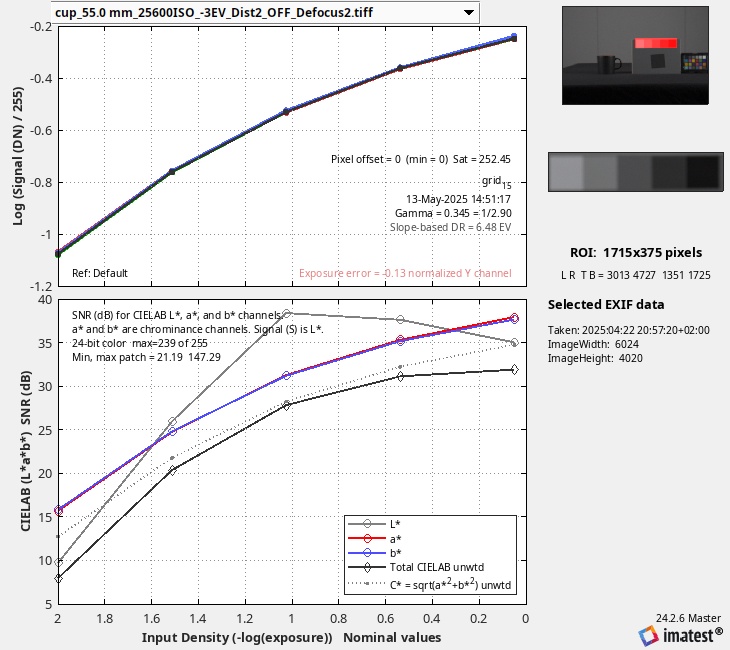 cup_55.0 mm_25600ISO_-3EV_Dist2_OFF_Defocus2.tiff
-0.2
-0.4
-0.6
-0.8
-1
-1.2
Log (Signal (DN) / 255)
Pixel offset = 0 (min = 0) Sat = 252.45
grid_15
13-May-2025 14:51:17
Gamma = 0.345 = 1/2.90
Slope-based DR = 6.48 EV
Ref: Default
Exposure error = -0.13 normalized Y channel
ROI: 1715x375 pixels
L R T B = 3013 4727 1351 1725
Selected EXIF data
Taken: 2025:04:22 20:57:20+02:00
ImageWidth: 6024
ImageHeight: 4020
40
35
30
25
20
15
10
5
CIELAB (L*a*b*) SNR (dB)
SNR (dB) for CIELAB L*, a*, and b* channels.
a* and b* are chrominance channels. Signal (S) is L*.
24-bit color max=239 of 255
Min, max patch = 21.19 147.29
L*
a*
b*
Total CIELAB unwtd
C* = sqrt(a*²+b*²) unwtd
2
1.8
1.6
1.4
1.2
1
0.8
0.6
0.4
0.2
0
Input Density (-log(exposure)) Nominal values
24.2.6 Master
imatest®